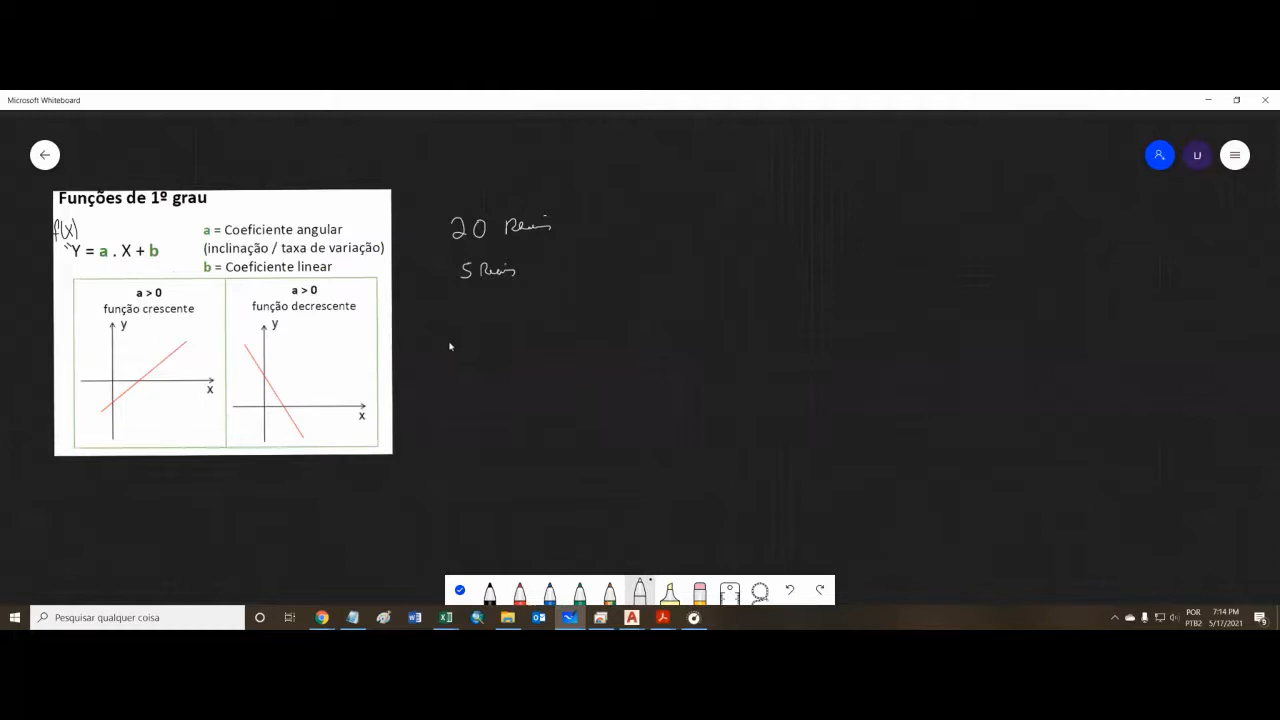 Microsoft Whiteboard
U
Funções de 1º grau
f(x)
Y = a . X + b
a = Coeficiente angular
(inclinação / taxa de variação)
b = Coeficiente linear
a > 0
função crescente
y
x
a > 0
função decrescente
y
x
20 Reais
5 Reais
Pesquisar qualquer coisa
POR
PTB2
7:14 PM
5/17/2021